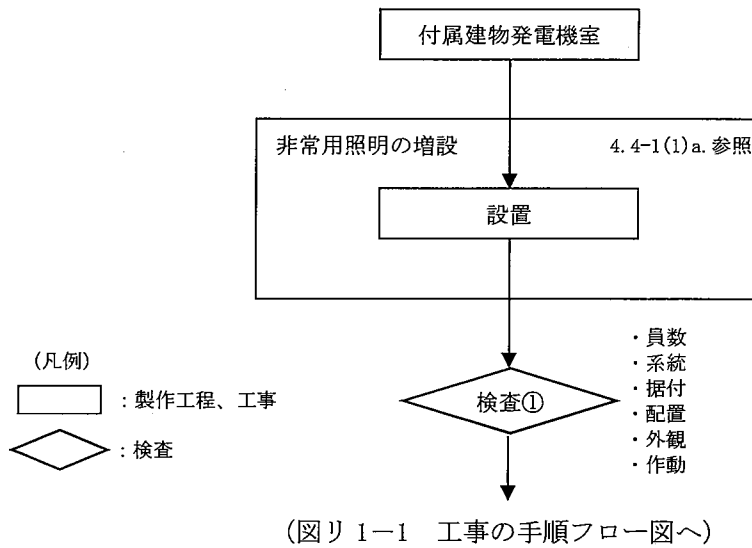 付属建物発電機室
非常用照明の増設
4.4-1(1)a.参照
設置
検査①
・員数
・系統
・据付
・配置
・外観
・作動
(凡例)
：製作工程、工事
：検査
(図リ1－1　工事の手順フロー図へ)